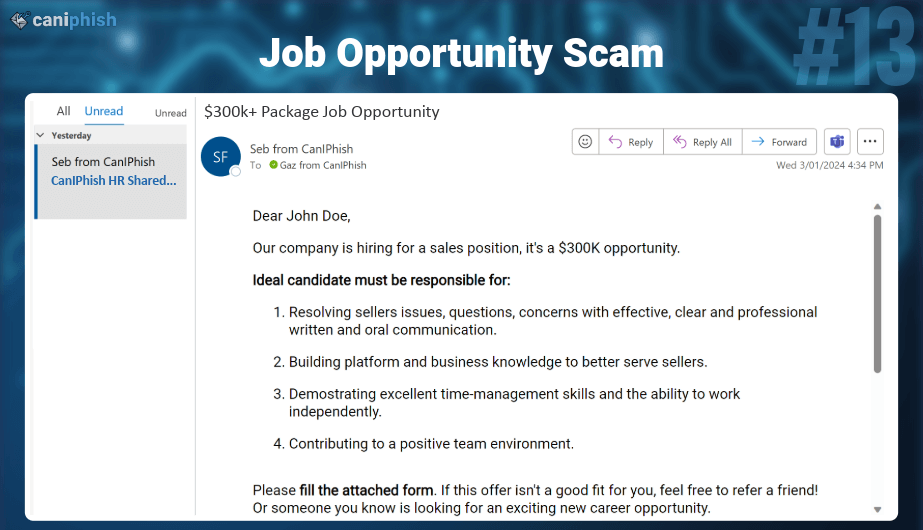 caniphish
#13
Job Opportunity Scam
All Unread Unread
Yesterday
Seb from CanIPhish
CanIPhish HR Shared...
$300k+ Package Job Opportunity
SF
Seb from CanIPhish
To Gaz from CanIPhish
Reply Reply All Forward
Wed 3/01/2024 4:34 PM
Dear John Doe,
Our company is hiring for a sales position, it's a $300K opportunity.
Ideal candidate must be responsible for:
1. Resolving sellers issues, questions, concerns with effective, clear and professional
written and oral communication.
2. Building platform and business knowledge to better serve sellers.
3. Demostrating excellent time-management skills and the ability to work
independently.
4. Contributing to a positive team environment.
Please fill the attached form. If this offer isn't a good fit for you, feel free to refer a friend!
Or someone you know is looking for an exciting new career opportunity.